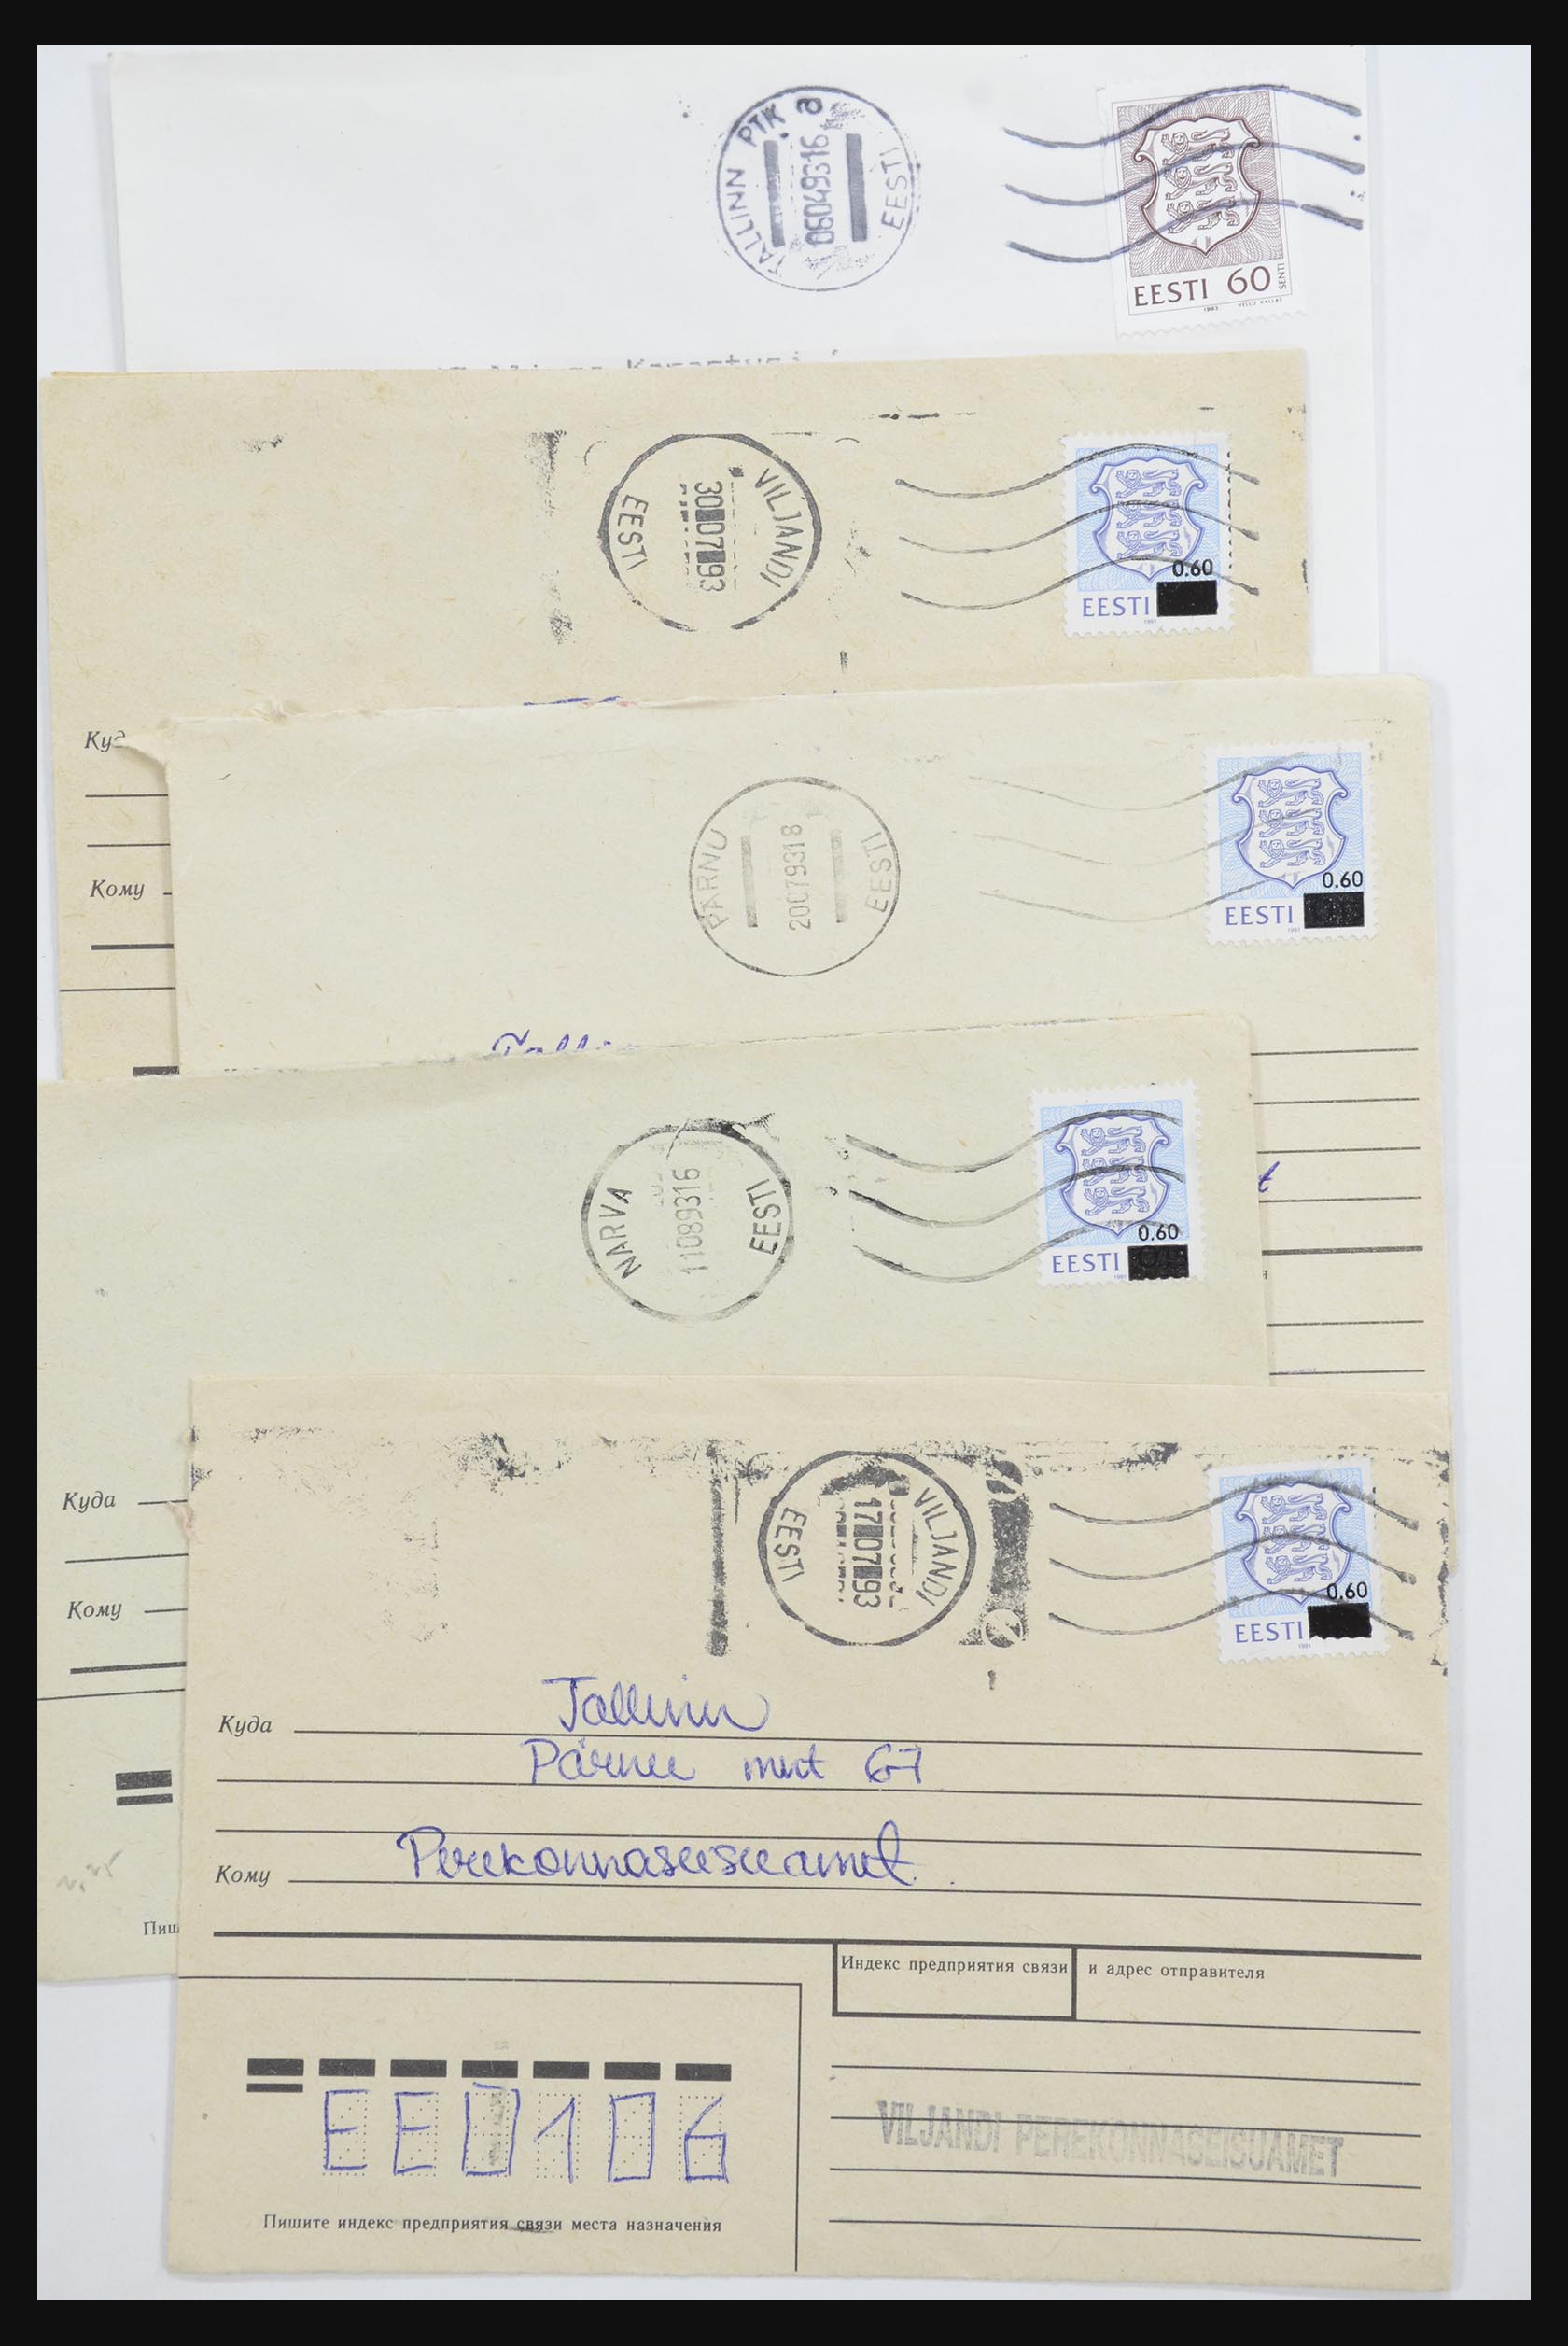 TALLINN PTK a
06049316
EESTI
EESTI 60 SENTI
1993 VELLO KALLAS
VILJANDI
30 07 93
EESTI
0.60
EESTI
1991
Кому
PÄRNU
20079318
EESTI
0.60
EESTI
1991
NARVA
11089316
EESTI
0.60
EESTI
1991
Куда
Кому
VILJANDI
17 07 93
EESTI
0.60
EESTI
1991
Куда Tallinn
Pärnu mnt 67
Кому Perekonnaseisuamet
Индекс предприятия связи и адрес отправителя
EE0106
VILJANDI PEREKONNASEISUAMET
Пишите индекс предприятия связи места назначения